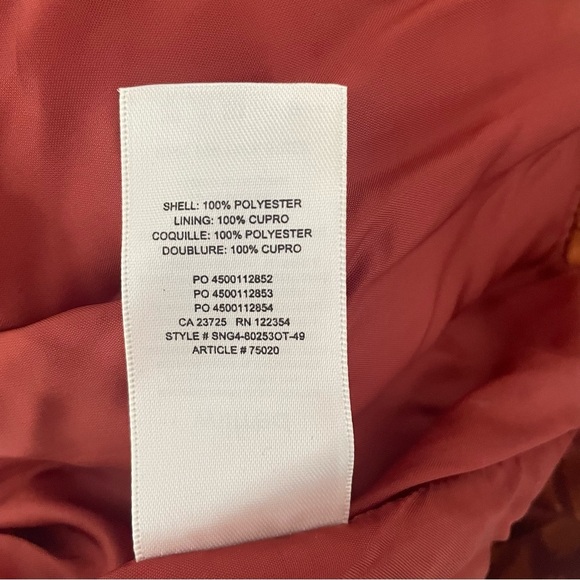 SHELL: 100% POLYESTER
LINING: 100% CUPRO
COQUILLE: 100% POLYESTER
DOUBLURE: 100% CUPRO
PO 4500112852
PO 4500112853
PO 4500112854
CA 23725 RN 122354
STYLE # SNG4-80253OT-49
ARTICLE # 75020